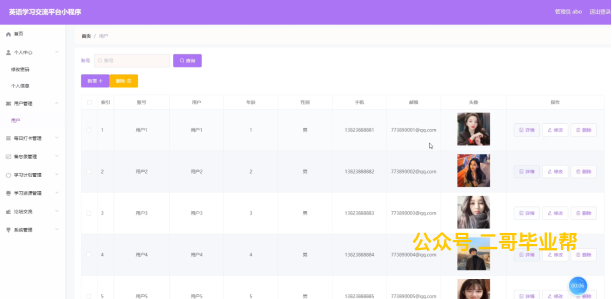 英语学习交流平台小程序
管理员 abo 退出登录
首页
首页 / 用户
个人中心
账号 账号 查询
修改密码
个人信息
新增 删除
用户管理
索引 账号 用户 年龄 性别 手机 邮箱 头像 操作
用户
1 用户1 用户1 1 男 13823888881 773890001@qq.com 详情 修改 删除
每日打卡管理
备忘录管理
2 用户2 用户2 2 男 13823888882 773890002@qq.com 详情 修改 删除
学习计划管理
学习资源管理
3 用户3 用户3 3 男 13823888883 773890003@qq.com 详情 修改 删除
论坛交流
系统管理
公众号 二哥毕业帮
4 用户4 用户4 4 男 13823888884 773890004@qq.com 详情 修改 删除
5 用户5 用户5 5 男 13823888885 773890005@qq.com 详情 修改 删除